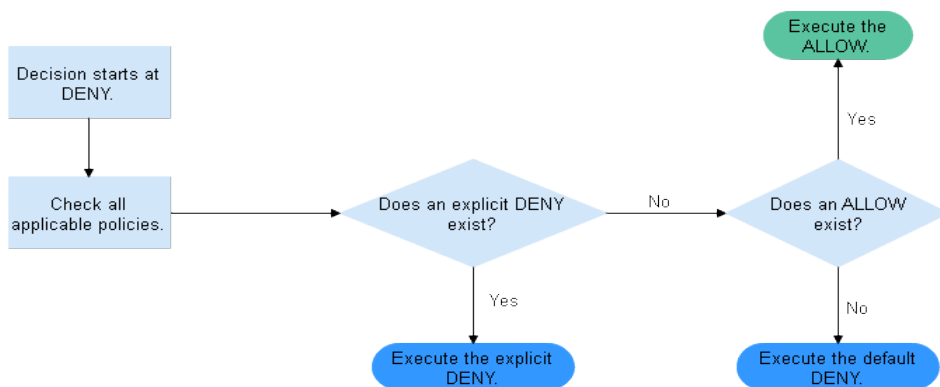 Execute the
ALLOW.
Decision starts at
DENY.
Yes
Check all
applicable policies.
Does an explicit DENY
exist?
No
Does an ALLOW
exist?
Yes
No
Execute the explicit
DENY.
Execute the default
DENY.